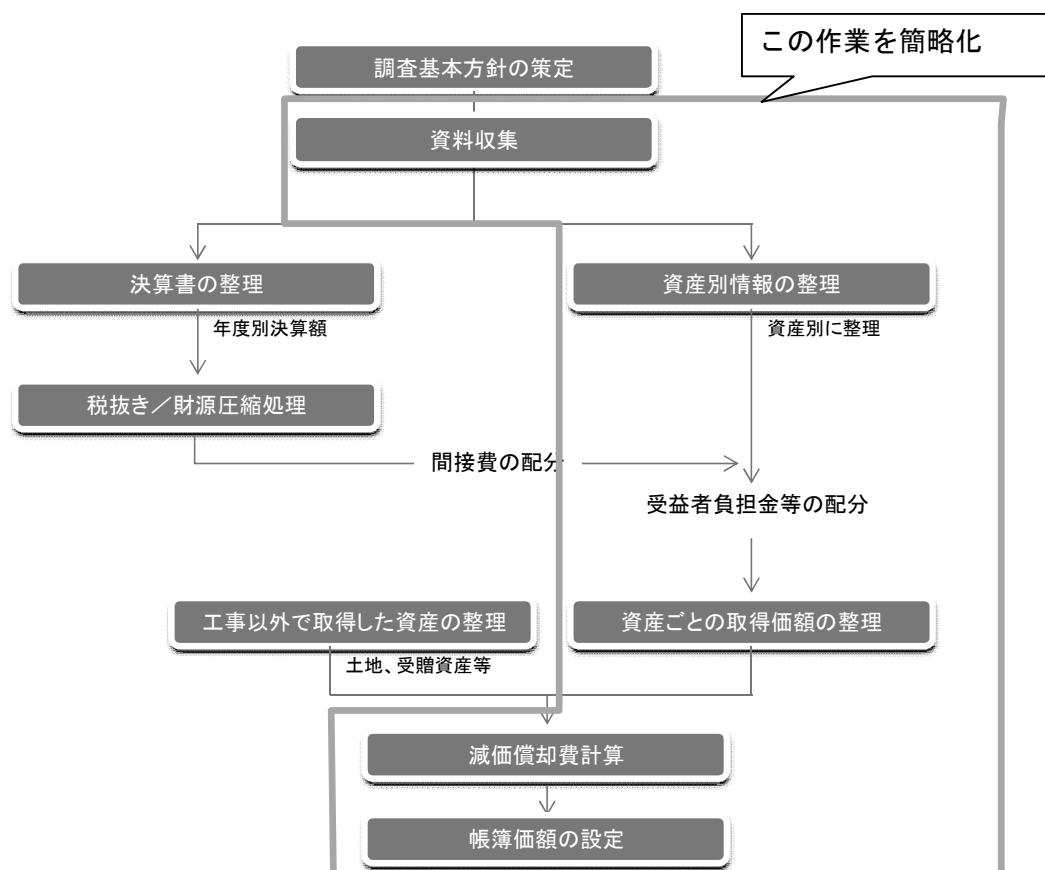 この作業を簡略化
調査基本方針の策定
資料収集
決算書の整理
資産別情報の整理
年度別決算額
資産別に整理
税抜き／財源圧縮処理
間接費の配分
受益者負担金等の配分
工事以外で取得した資産の整理
資産ごとの取得価額の整理
土地、受贈資産等
減価償却費計算
帳簿価額の設定